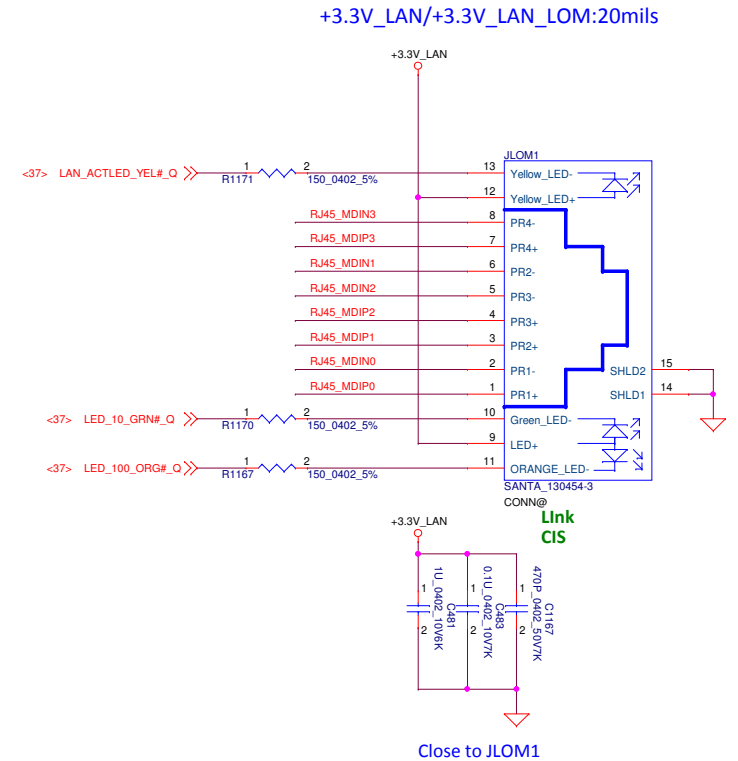 +3.3V_LAN/+3.3V_LAN_LOM:20mils
+3.3V_LAN
JLOM1
<37> LAN_ACTLED_YEL#_Q 1 2 13 Yellow_LED-
R1171 150_0402_5%
12 Yellow_LED+
RJ45_MDIN3 8 PR4-
RJ45_MDIP3 7 PR4+
RJ45_MDIN1 6 PR2-
RJ45_MDIN2 5 PR3-
RJ45_MDIP2 4 PR3+
RJ45_MDIP1 3 PR2+
RJ45_MDIN0 2 PR1- SHLD2 15
RJ45_MDIP0 1 PR1+ SHLD1 14
<37> LED_10_GRN#_Q 1 2 10 Green_LED-
R1170 150_0402_5%
9 LED+
<37> LED_100_ORG#_Q 1 2 11 ORANGE_LED-
R1167 150_0402_5%
SANTA_130454-3
CONN@
LInk
CIS
+3.3V_LAN
1 2 C481
1U_0402_10V6K
1 2 C483
0.1U_0402_10V7K
1 2 C1167
470P_0402_50V7K
Close to JLOM1